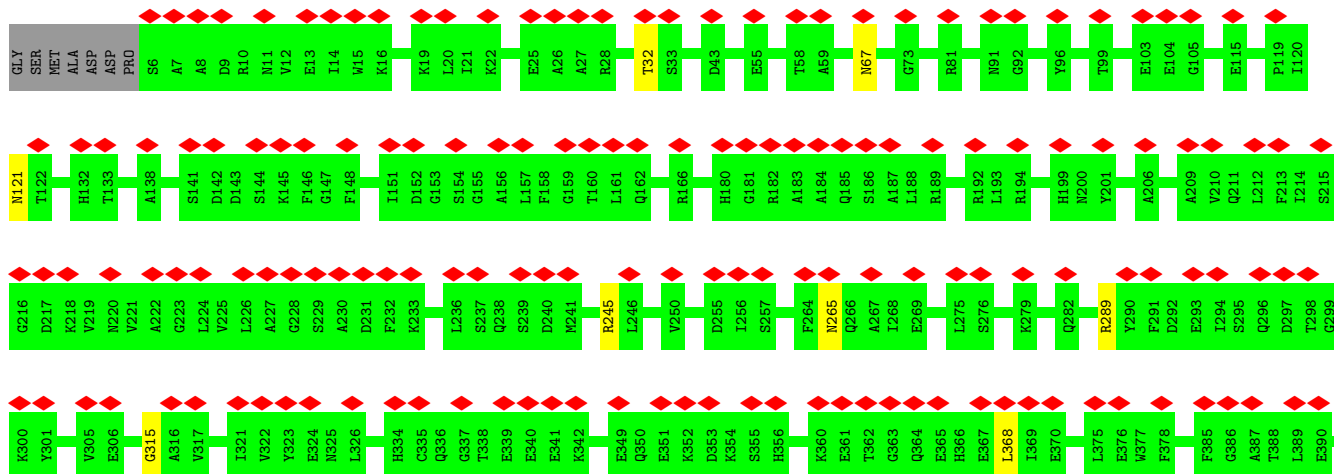 GLY SER MET ALA ASP ASP PRO S6 A7 A8 D9 R10 N11 V12 E13 I14 W15 K16 K19 L20 I21 K22 E25 A26 A27 R28 T32 S33 D43 E55 T58 A59 N67 G73 R81 N91 G92 Y96 T99 E103 E104 G105 E115 P119 I120
N121 T122 H132 T133 A138 S141 D142 D143 S144 K145 F146 G147 F148 I151 D152 G153 S154 G155 A156 L157 F158 G159 T160 L161 Q162 R166 H180 G181 R182 A183 A184 Q185 S186 A187 L188 R189 R192 L193 R194 H199 N200 Y201 A206 A209 V210 Q211 L212 F213 I214 S215
G216 D217 K218 V219 N220 V221 A222 G223 L224 V225 L226 A227 G228 S229 A230 D231 F232 K233 L236 S237 Q238 S239 D240 M241 R245 L246 V250 D255 I256 S257 F264 N265 Q266 A267 I268 E269 L275 S276 K279 Q282 R289 Y290 F291 D292 E293 I294 S295 Q296 D297 T298 G299
K300 Y301 V305 E306 G315 A316 V317 I321 V322 Y323 E324 N325 L326 H334 C335 Q336 G337 T338 E339 E340 E341 K342 E349 Q350 E351 K352 D353 K354 S355 H356 K360 E361 T362 G363 Q364 E365 H366 E367 L368 I369 E370 L375 E376 W377 F378 F385 G386 A387 T388 L389 E390